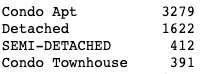 Condo Apt 3279
Detached 1622
SEMI-DETACHED 412
Condo Townhouse 391